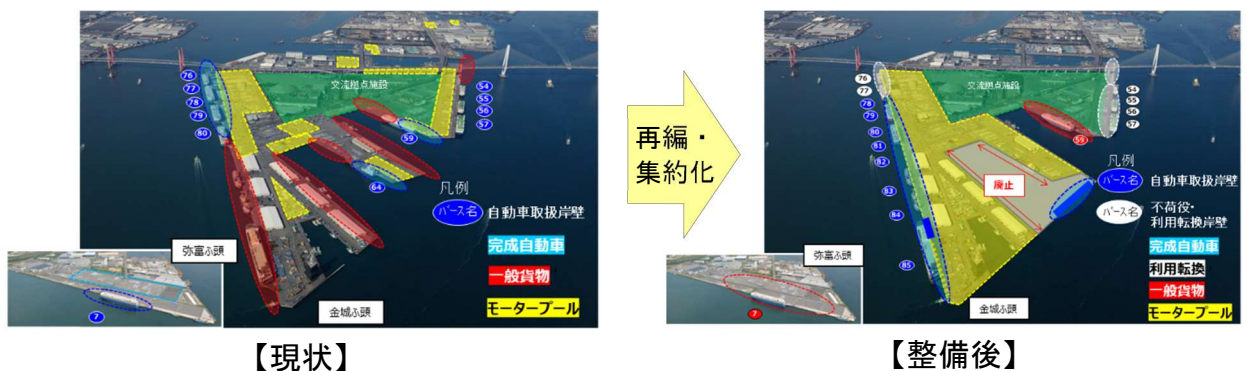 76
77
78
79
80
交流拠点施設
54
55
56
57
59
64
凡例
バース名 自動車取扱岸壁
完成自動車
一般貨物
モータープール
弥富ふ頭
7
金城ふ頭
【現状】
再編・
集約化
76
77
78
79
80
81
82
83
84
85
交流拠点施設
54
55
56
57
59
廃止
凡例
バース名 自動車取扱岸壁
バース名 不荷役・
利用転換岸壁
完成自動車
利用転換
一般貨物
モータープール
弥富ふ頭
7
金城ふ頭
【整備後】